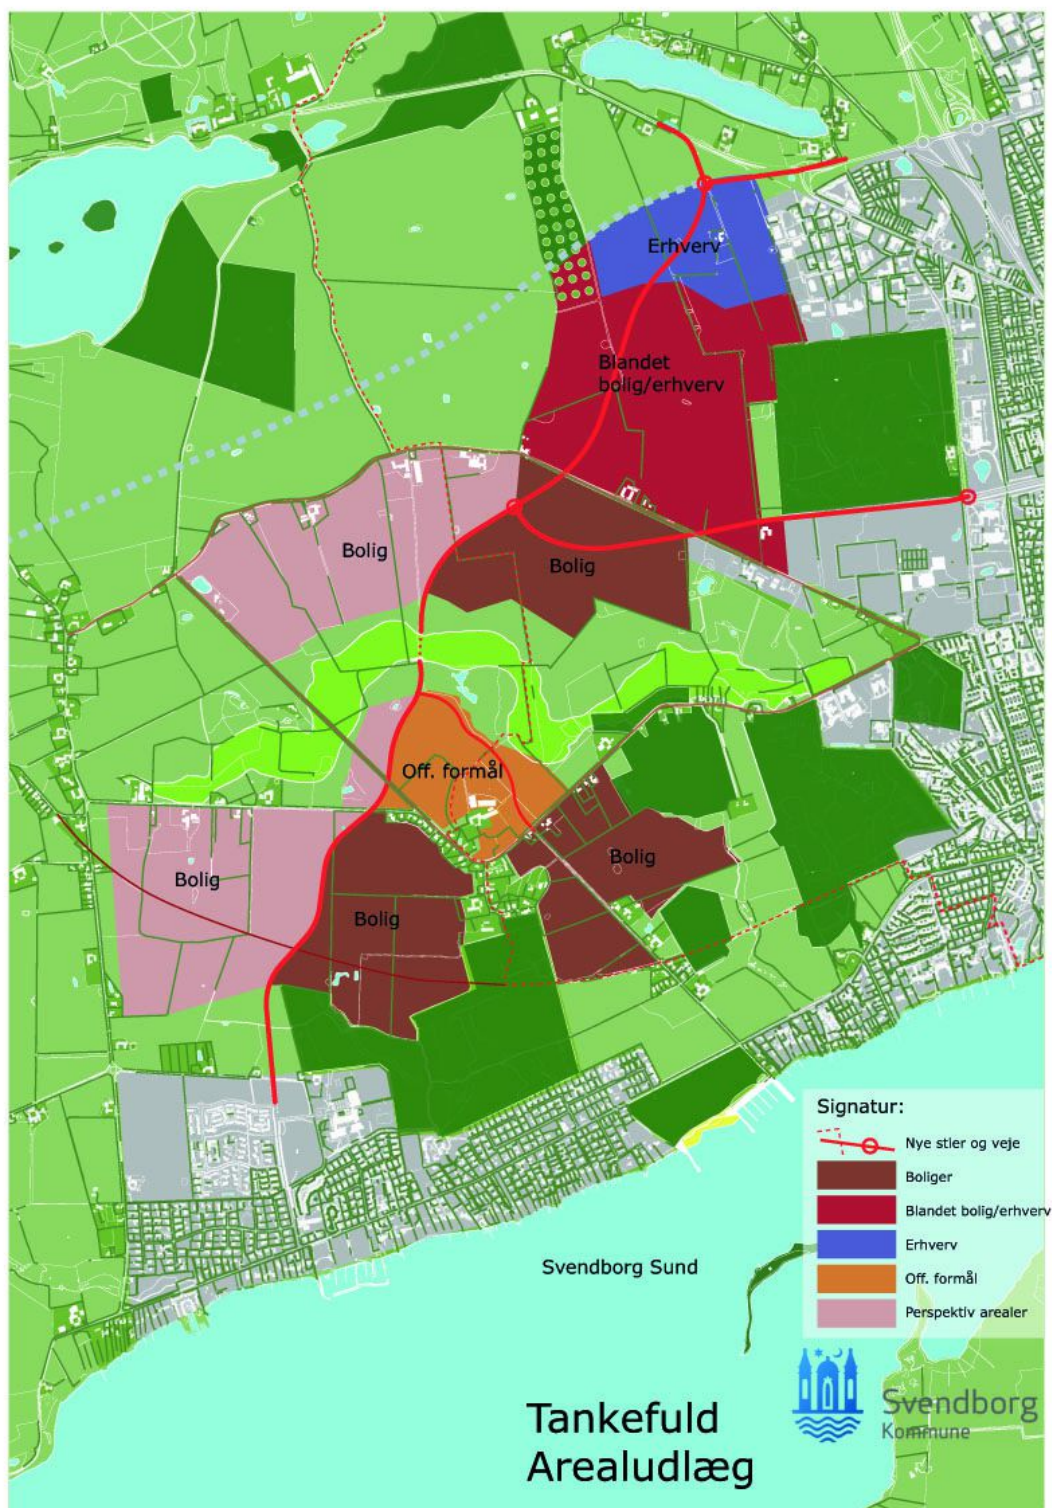 Erhverv
Blandet
bolig/erhverv
Bolig
Bolig
Off. formål
Bolig
Bolig
Bolig
Signatur:
Nye stier og veje
Boliger
Blandet bolig/erhverv
Erhverv
Off. formål
Perspektiv arealer
Svendborg Sund
Svendborg
Kommune
Tankefuld
Arealudlæg